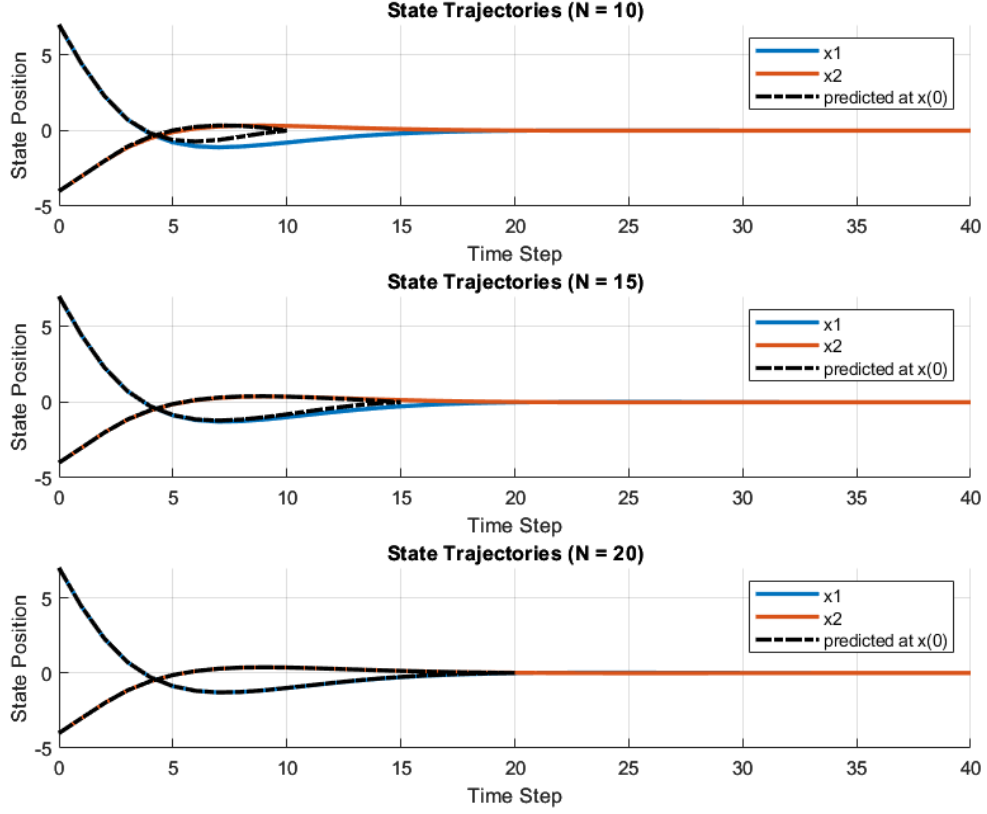 State Trajectories (N = 10)
State Position
5
0
-5
x1
x2
predicted at x(0)
0 5 10 15 20 25 30 35 40
Time Step
State Trajectories (N = 15)
State Position
5
0
-5
x1
x2
predicted at x(0)
0 5 10 15 20 25 30 35 40
Time Step
State Trajectories (N = 20)
State Position
5
0
-5
x1
x2
predicted at x(0)
0 5 10 15 20 25 30 35 40
Time Step